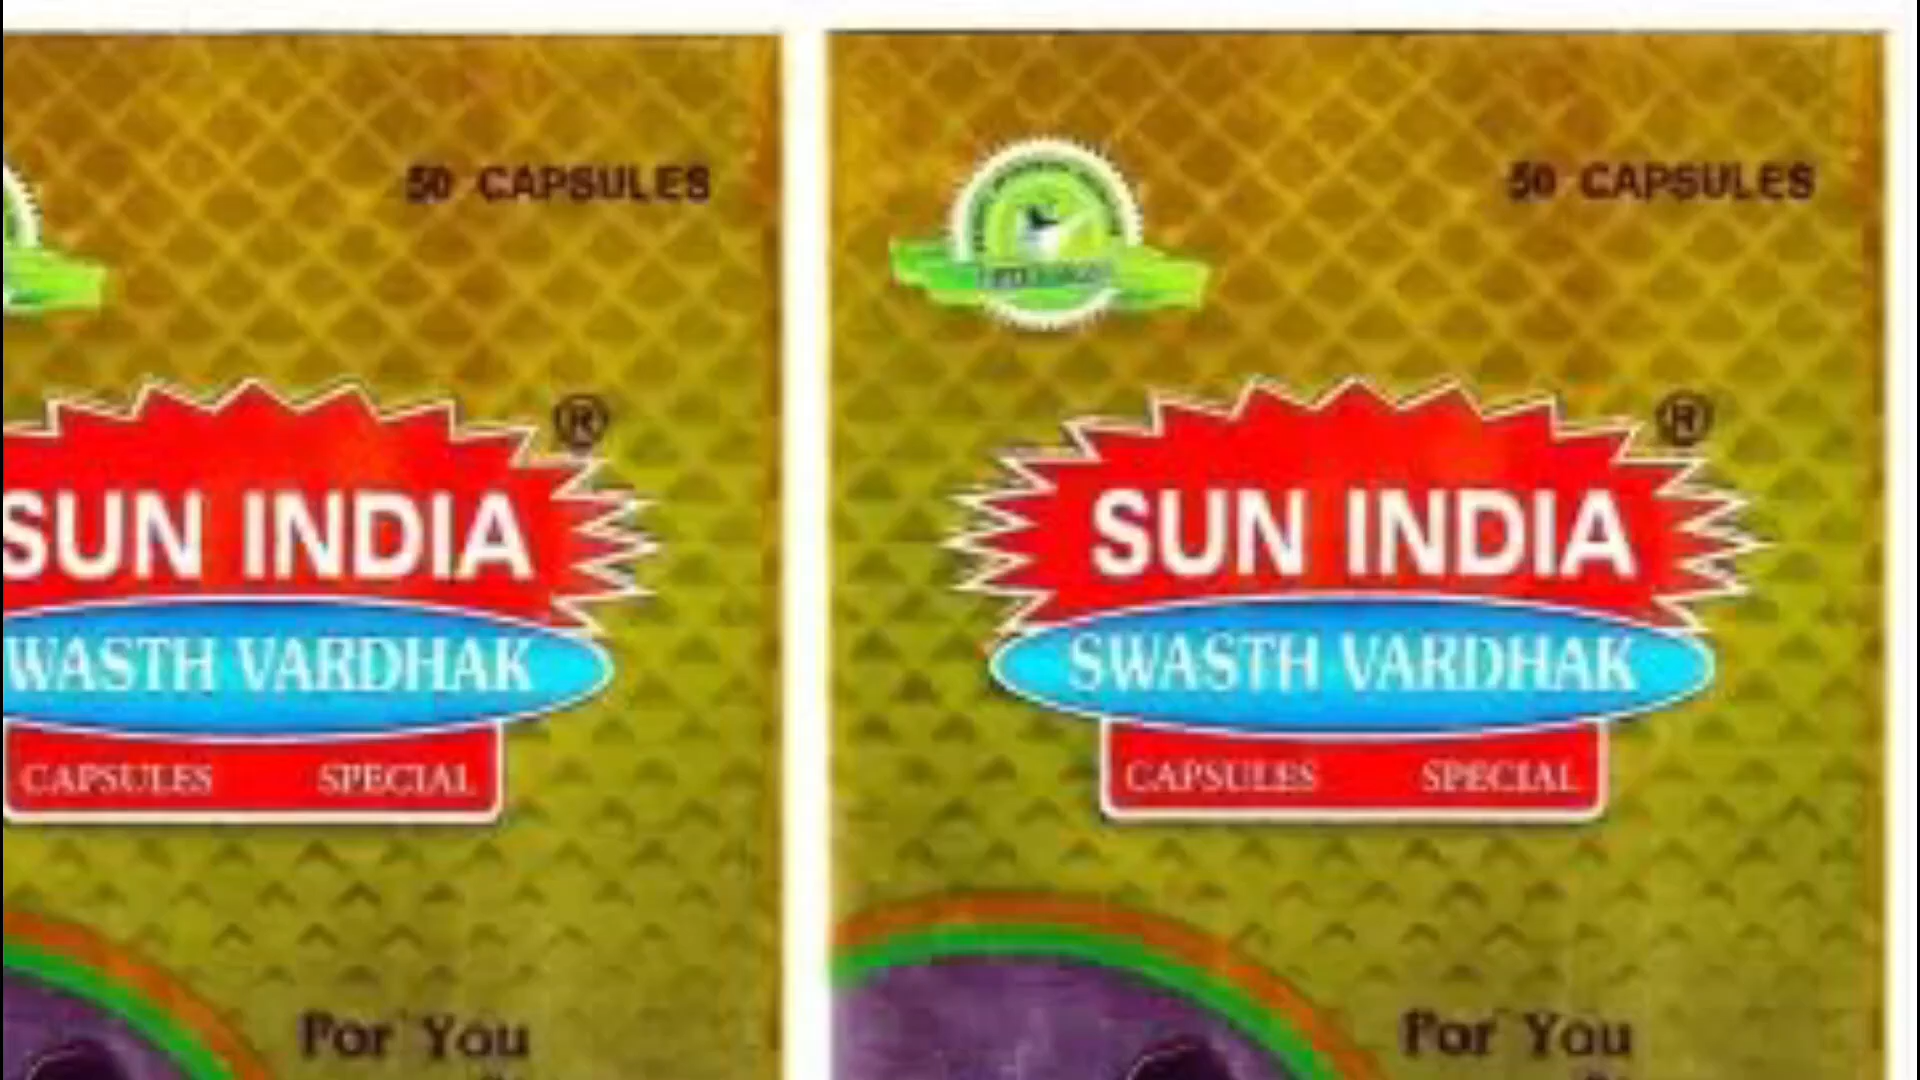 50 CAPSULES
®
SUN INDIA
WASTH VARDHAK
CAPSULES SPECIAL
For You
50 CAPSULES
®
SUN INDIA
SWASTH VARDHAK
CAPSULES SPECIAL
For You